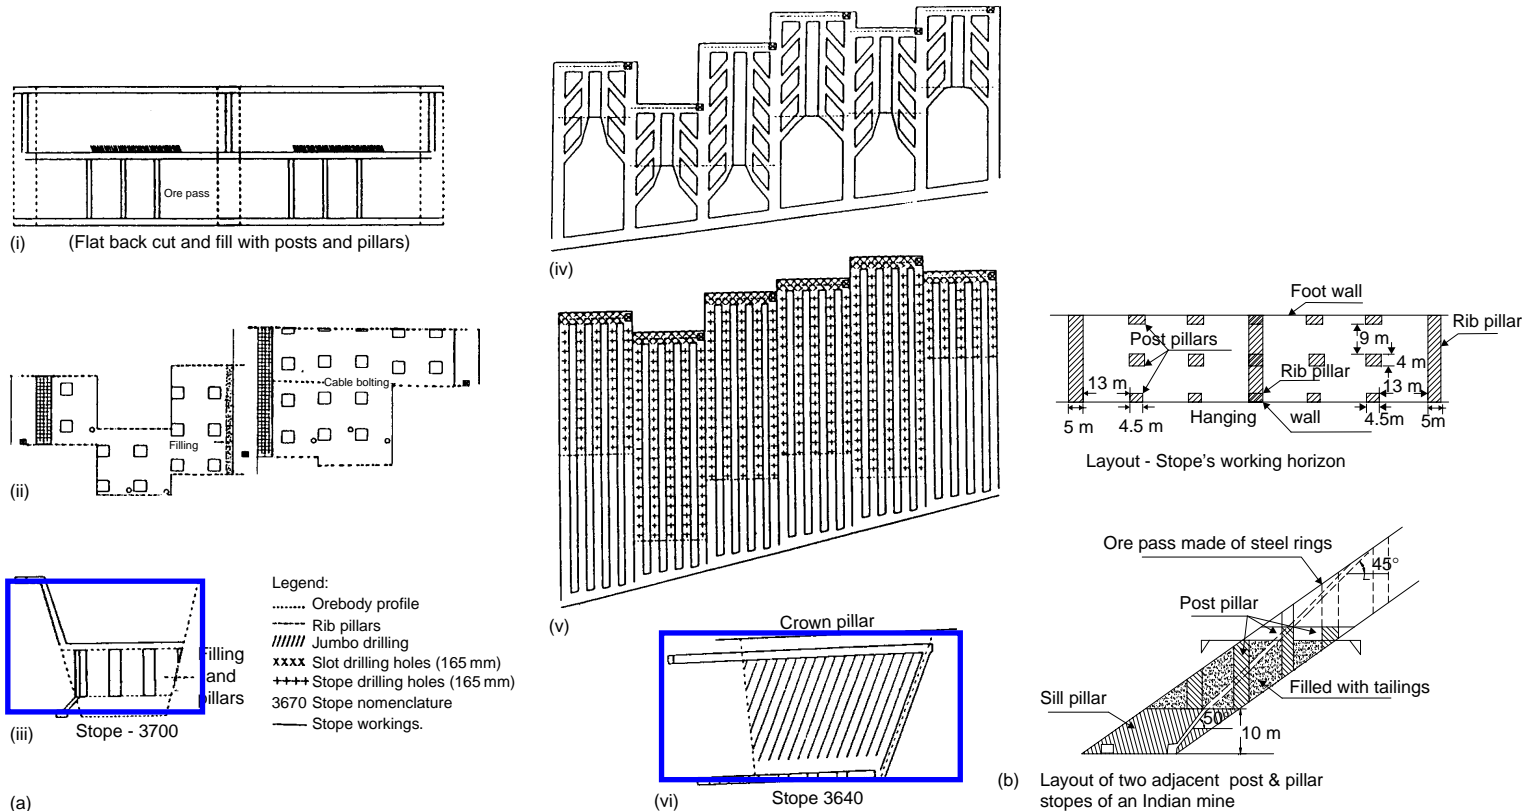 Ore pass
(i)
(Flat back cut and fill with posts and pillars)
Cable bolting
Filling
(ii)
Filling
and
pillars
(iii)
Stope - 3700
Legend:
Orebody profile
Rib pillars
Jumbo drilling
xxxx Slot drilling holes (165 mm)
++++ Stope drilling holes (165 mm)
3670 Stope nomenclature
Stope workings.
(a)
(iv)
(v)
Crown pillar
(vi)
Stope 3640
Foot wall
Rib pillar
Post pillars
9 m
4 m
Rib pillar
13 m
13 m
Hanging wall
5 m
4.5 m
4.5m
5m
Layout - Stope's working horizon
Ore pass made of steel rings
45°
Post pillar
Filled with tailings
Sill pillar
50
10 m
(b) Layout of two adjacent post & pillar
stopes of an Indian mine